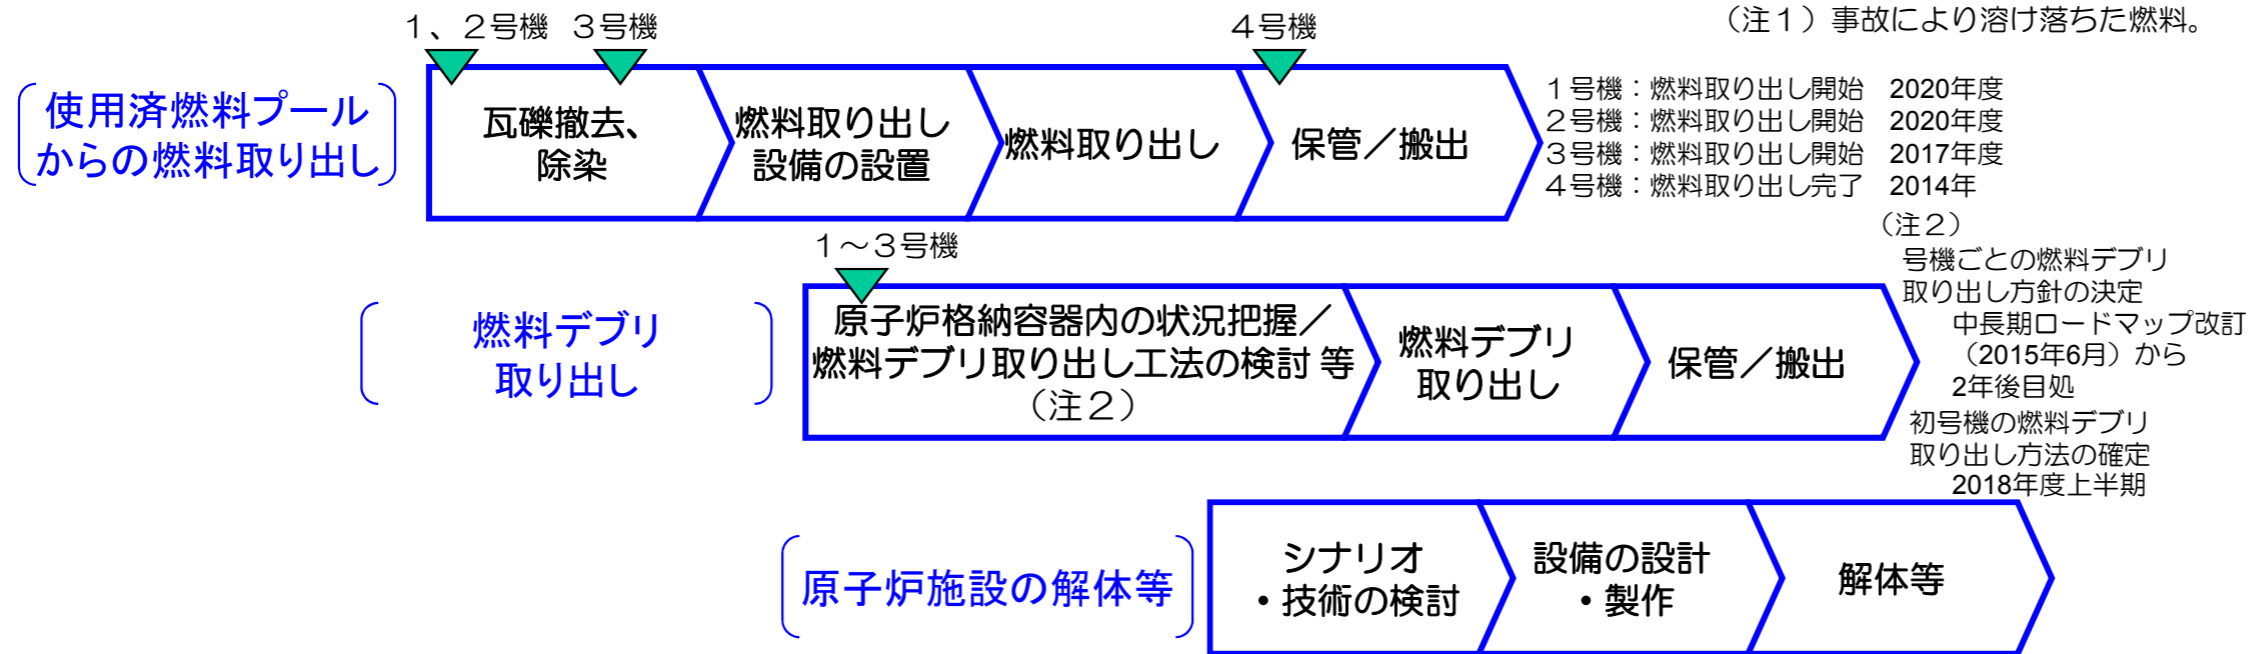 (注1)事故により溶け落ちた燃料。
1、2号機 3号機
4号機
使用済燃料プール
からの燃料取り出し
瓦礫撤去、
除染
燃料取り出し
設備の設置
燃料取り出し
保管/搬出
1号機:燃料取り出し開始 2020年度
2号機:燃料取り出し開始 2020年度
3号機:燃料取り出し開始 2017年度
4号機:燃料取り出し完了 2014年
1~3号機
燃料デブリ
取り出し
原子炉格納容器内の状況把握/
燃料デブリ取り出し工法の検討 等
(注2)
燃料デブリ
取り出し
保管/搬出
(注2)
号機ごとの燃料デブリ
取り出し方針の決定
中長期ロードマップ改訂
(2015年6月)から
2年後目処
初号機の燃料デブリ
取り出し方法の確定
2018年度上半期
原子炉施設の解体等
シナリオ
・技術の検討
設備の設計
・製作
解体等